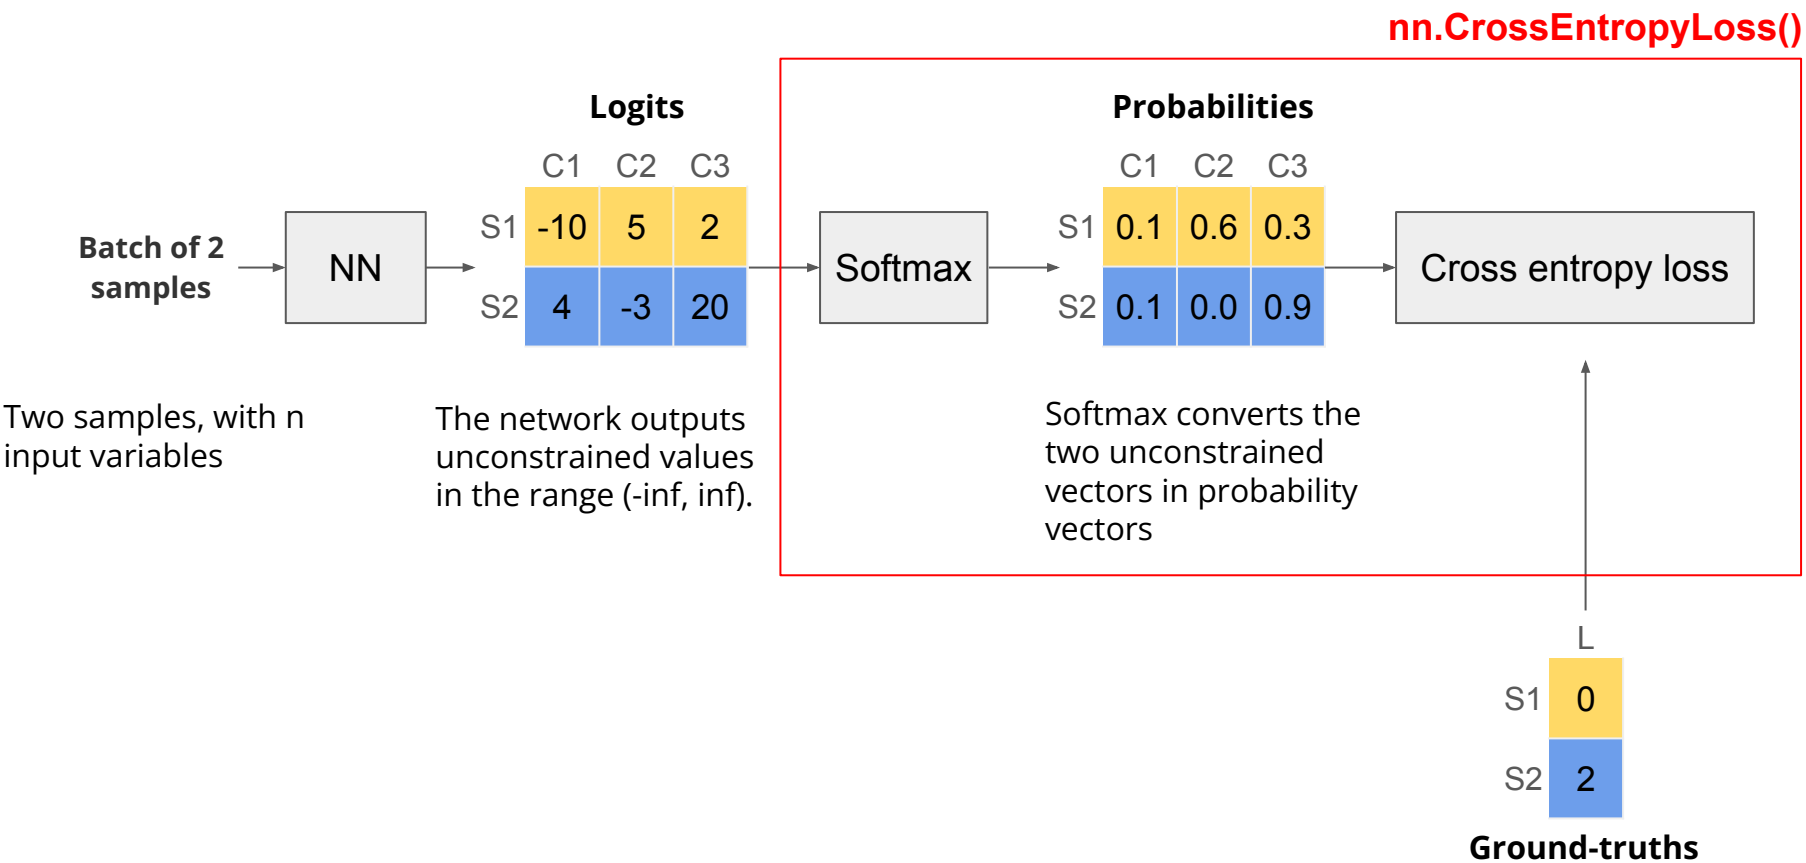 nn.CrossEntropyLoss()
Logits
Probabilities
C1 C2 C3
C1 C2 C3
S1 -10 5 2
S2 4 -3 20
S1 0.1 0.6 0.3
S2 0.1 0.0 0.9
Batch of 2
samples
NN
Softmax
Cross entropy loss
Two samples, with n
input variables
The network outputs
unconstrained values
in the range (-inf, inf).
Softmax converts the
two unconstrained
vectors in probability
vectors
L
S1 0
S2 2
Ground-truths